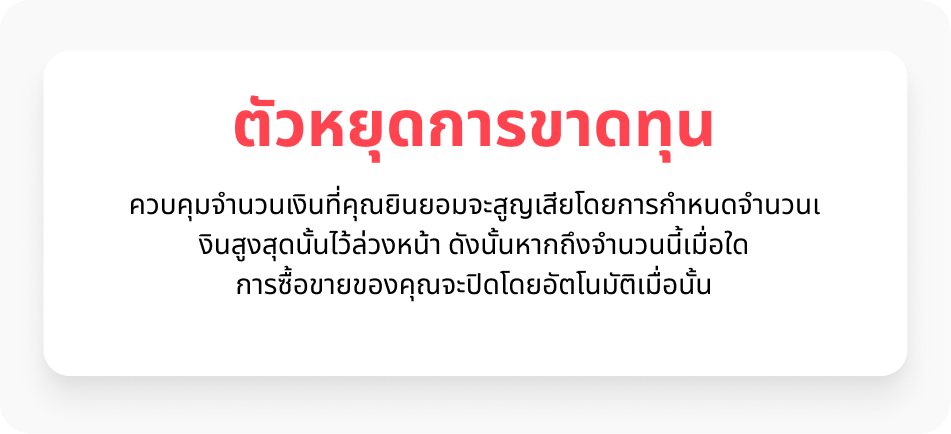 ตัวหยุดการขาดทุน
ควบคุมจำนวนเงินที่คุณยินยอมจะสูญเสียโดยการกำหนดจำนวนเ
งินสูงสุดนั้นไว้ล่วงหน้า ดังนั้นหากถึงจำนวนนี้เมื่อใด
การซื้อขายของคุณจะปิดโดยอัตโนมัติเมื่อนั้น